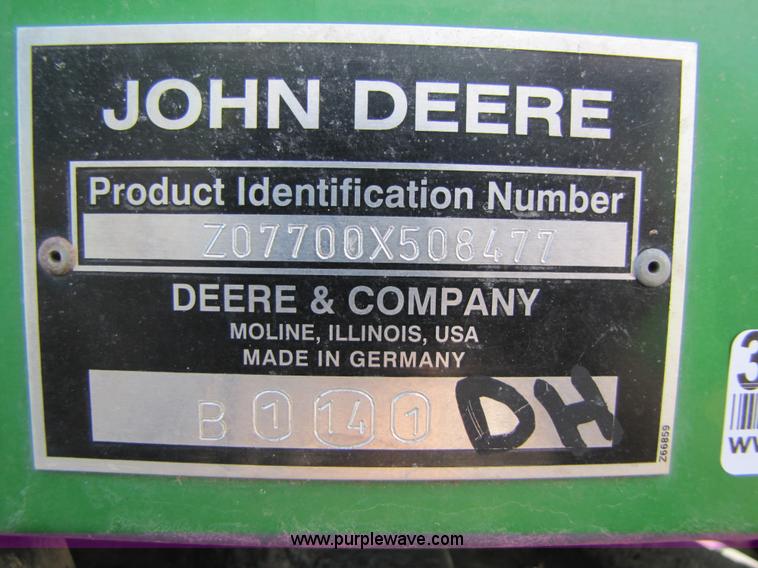 JOHN DEERE
Product Identification Number
Z07700X508477
DEERE & COMPANY
MOLINE, ILLINOIS, USA
MADE IN GERMANY
B 1 14 1 DH
Z66859
3
www.purplewave.com